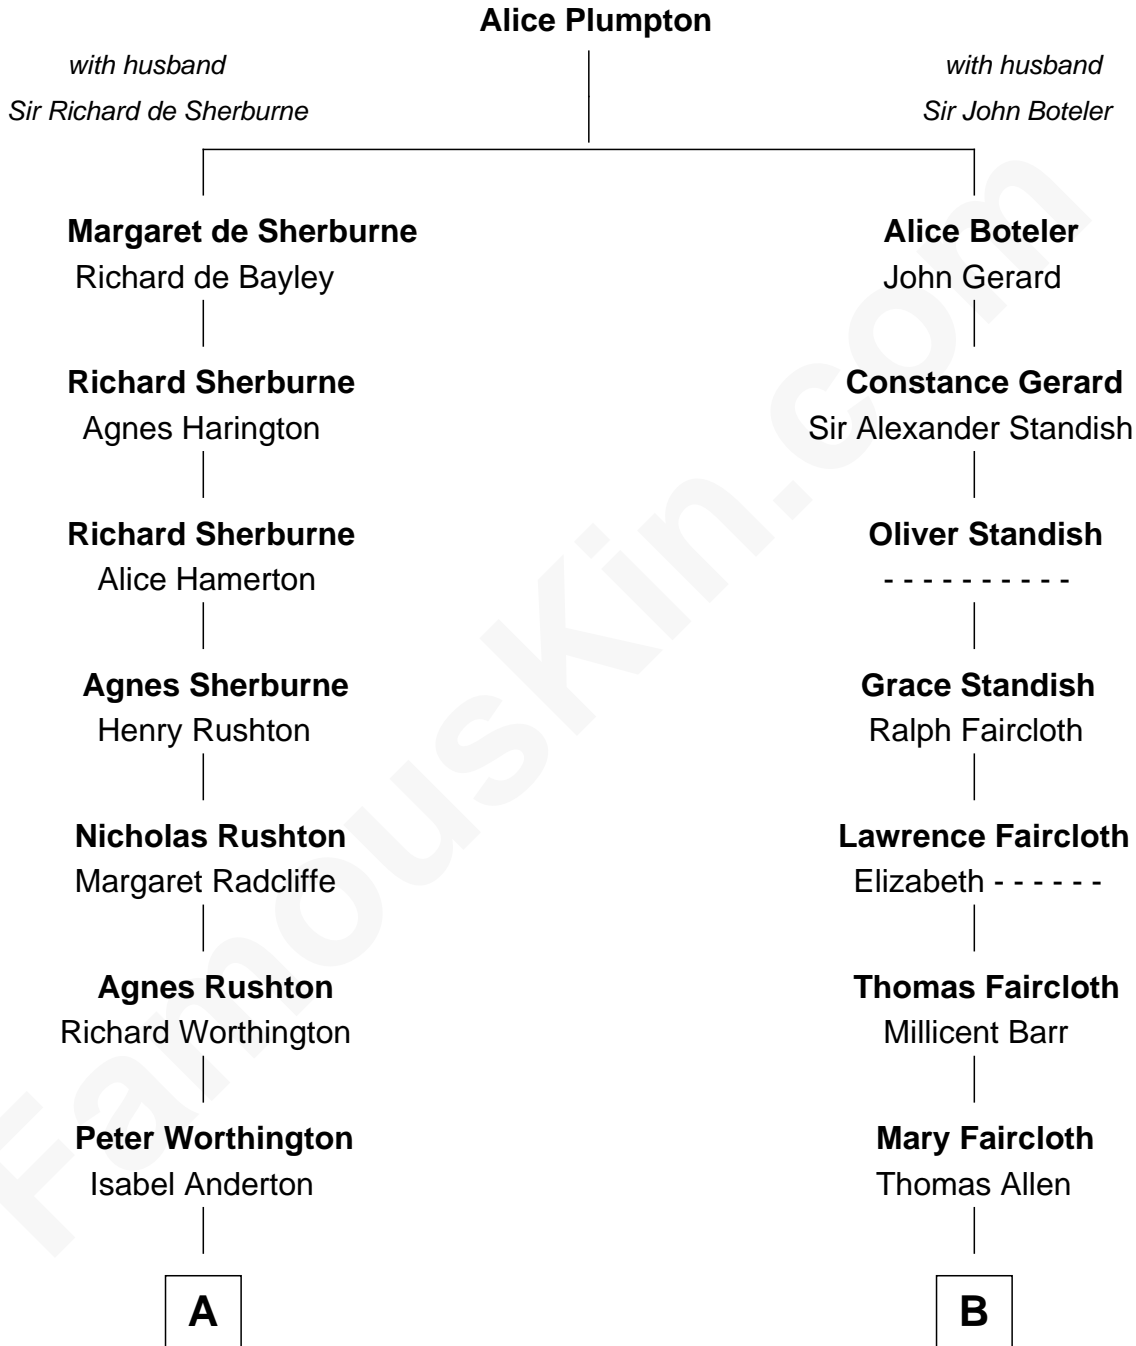 Alice Plumpton
with husband
Sir Richard de Sherburne
with husband
Sir John Boteler
Margaret de Sherburne
Richard de Bayley
Alice Boteler
John Gerard
Richard Sherburne
Agnes Harington
Constance Gerard
Sir Alexander Standish
Richard Sherburne
Alice Hamerton
Oliver Standish
- - - - - - - - - -
Agnes Sherburne
Henry Rushton
Grace Standish
Ralph Faircloth
Nicholas Rushton
Margaret Radcliffe
Lawrence Faircloth
Elizabeth - - - - - -
Agnes Rushton
Richard Worthington
Thomas Faircloth
Millicent Barr
Peter Worthington
Isabel Anderton
Mary Faircloth
Thomas Allen
A
B
FamousKin.com